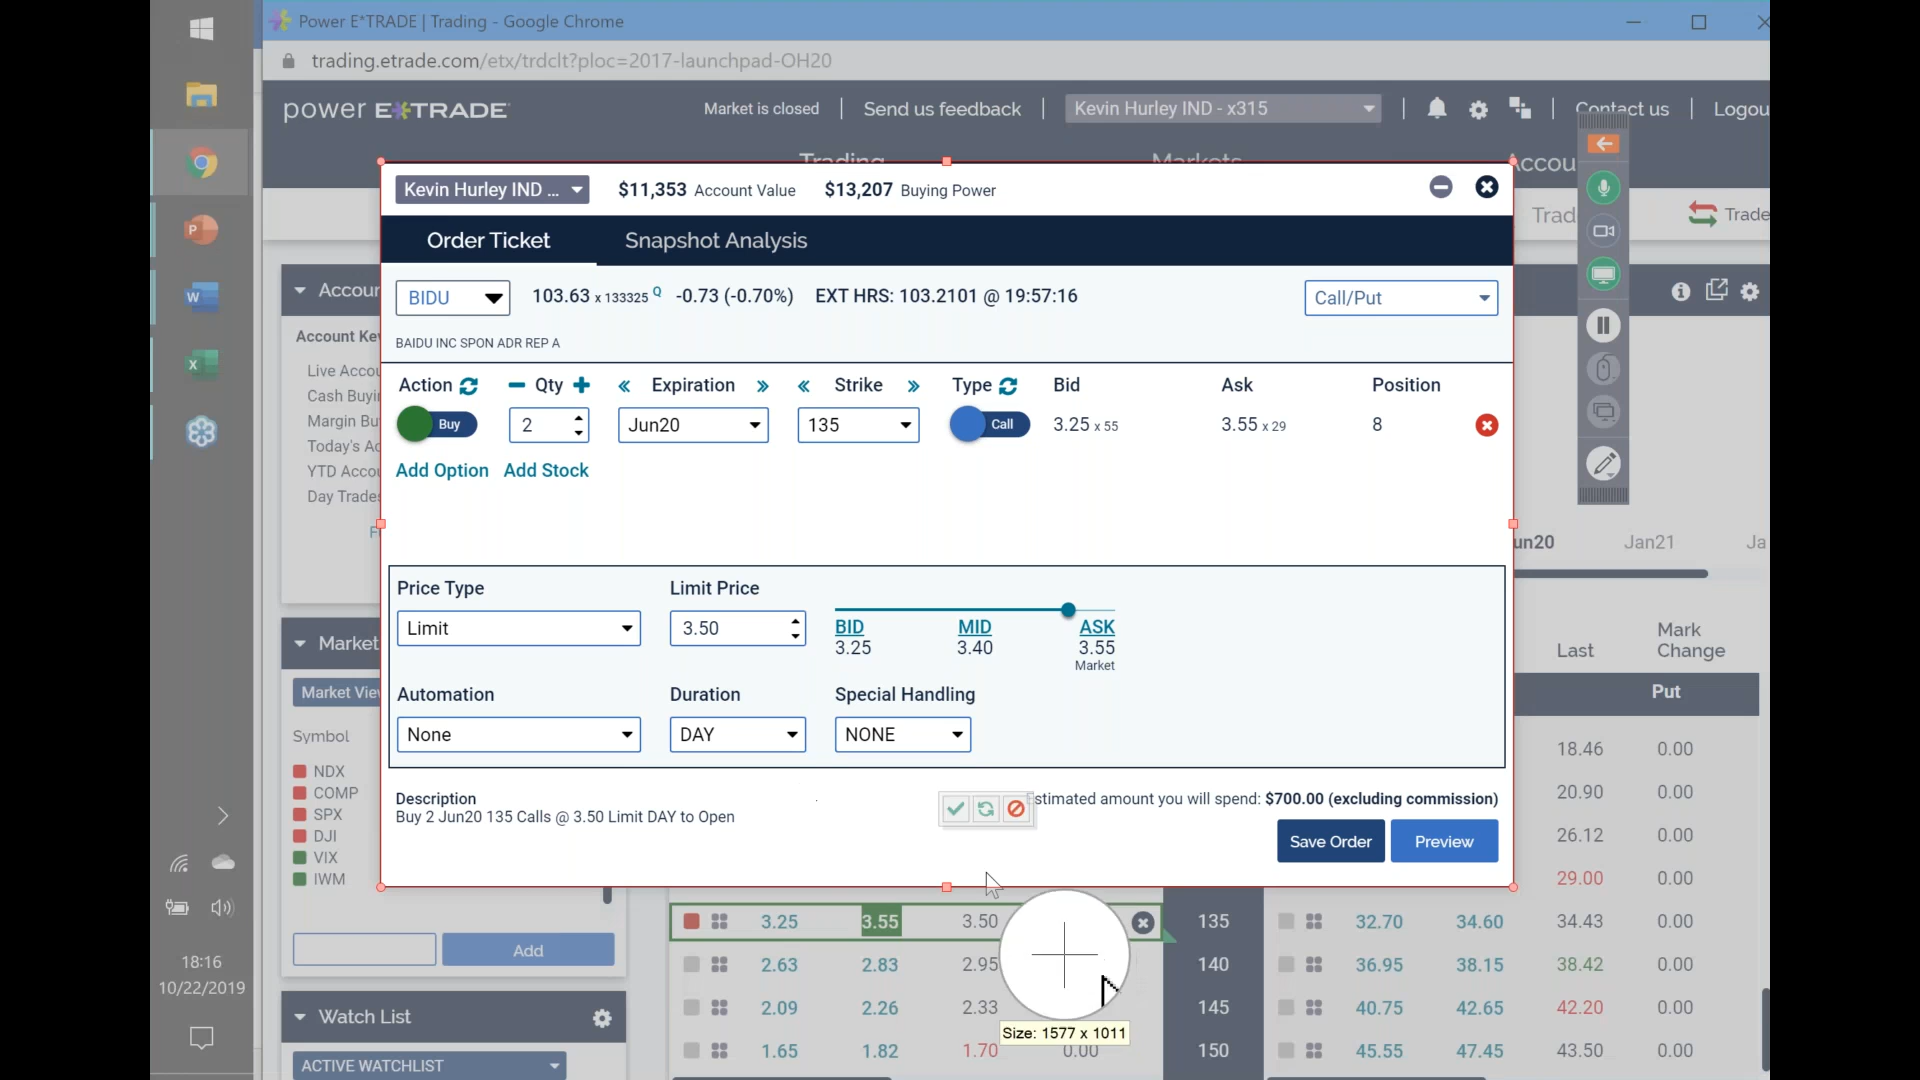 Power E*TRADE | Trading - Google Chrome
trading.etrade.com/etx/trdclt?ploc=2017-launchpad-OH20
power E*TRADE
Market is closed
Send us feedback
Kevin Hurley IND - x315
Contact us
Logou
Trading
Markets
Accou
Kevin Hurley IND ...
$11,353 Account Value
$13,207 Buying Power
Order Ticket
Snapshot Analysis
Trad
Trade
Accoun
BIDU
103.63 x 133325 Q -0.73 (-0.70%) EXT HRS: 103.2101 @ 19:57:16
Call/Put
BAIDU INC SPON ADR REP A
Account Ke
Live Accou
Cash Buyi
Margin Bu
Today's Ac
YTD Accou
Day Trades
F
Action
Qty
Expiration
Strike
Type
Bid
Ask
Position
Buy
2
Jun20
135
Call
3.25 x 55
3.55 x 29
8
Add Option
Add Stock
un20
Jan21
Ja
Price Type
Limit Price
Limit
3.50
BID
MID
ASK
3.25
3.40
3.55
Market
Automation
Duration
Special Handling
None
DAY
NONE
Market
Market Vie
Symbol
NDX
COMP
SPX
DJI
VIX
IWM
Add
Last
Mark
Change
Put
18.46 0.00
20.90 0.00
26.12 0.00
29.00 0.00
Description
Buy 2 Jun20 135 Calls @ 3.50 Limit DAY to Open
stimated amount you will spend: $700.00 (excluding commission)
Save Order
Preview
3.25 3.55 3.50 135 32.70 34.60 34.43 0.00
2.63 2.83 2.95 140 36.95 38.15 38.42 0.00
2.09 2.26 2.33 145 40.75 42.65 42.20 0.00
Size: 1577 x 1011
1.65 1.82 1.70 0.00 150 45.55 47.45 43.50 0.00
18:16
10/22/2019
Watch List
ACTIVE WATCHLIST